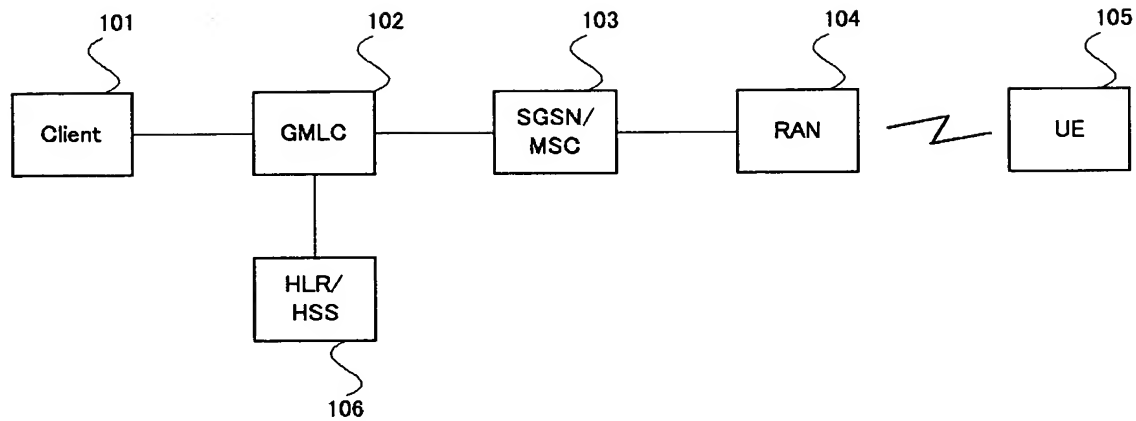 101
102
103
104
105
Client
GMLC
SGSN/
MSC
RAN
UE
HLR/
HSS
106